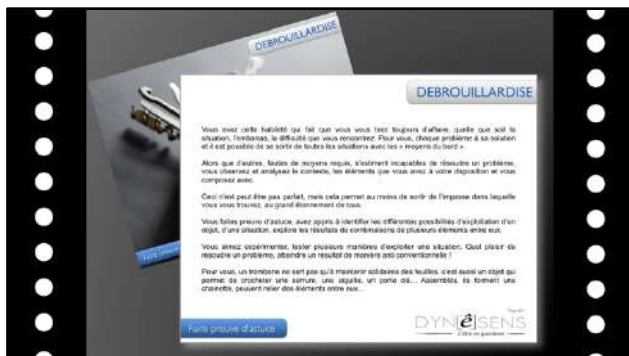 DEBROUILLARDISE
DEBROUILLARDISE
Vous avez cette habileté qui fait que vous vous tirez toujours d'affaire, quelle que soit la
situation, l'embarras, la difficulté que vous rencontrez. Pour vous, chaque problème a sa solution
et il est possible de se sortir de toutes les situations avec les « moyens du bord ».
Alors que d'autres, fautes de moyens requis, s'estiment incapables de résoudre un problème,
vous observez et analysez le contexte, les éléments que vous avez à votre disposition et vous
composez avec.
Ceci n'est peut être pas parfait, mais cela permet au moins de sortir de l'impasse dans laquelle
vous vous trouvez, au grand étonnement de tous.
Vous faites preuve d'astuce, avez appris à identifier les différentes possibilités d'exploitation d'un
objet, d'une situation, explore les résultats de combinaisons de plusieurs éléments entre eux.
Vous aimez expérimenter, tester plusieurs manières d'exploiter une situation. Quel plaisir de
résoudre un problème, atteindre un résultat de manière anti conventionnelle !
Pour vous, un trombone ne sert pas qu'à maintenir solidaires des feuilles, c'est aussi un objet qui
permet de crocheter une serrure, une aiguille, un porte clé... Assemblés, ils forment une
chainette, peuvent relier des éléments entre eux...
Faire preuve d'astuce
DYN[ê]SENS